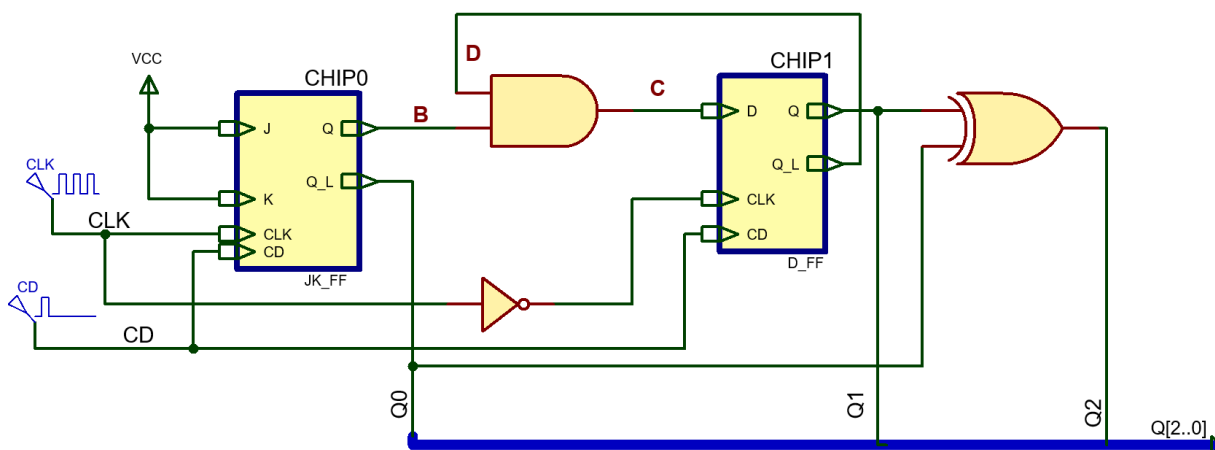 VCC
CHIP0
J
Q
B
Q_L
K
CLK
CD
JK_FF
CLK
CLK
CD
CD
D
C
CHIP1
D
Q
Q_L
CLK
CD
D_FF
Q0
Q1
Q2
Q[2..0]